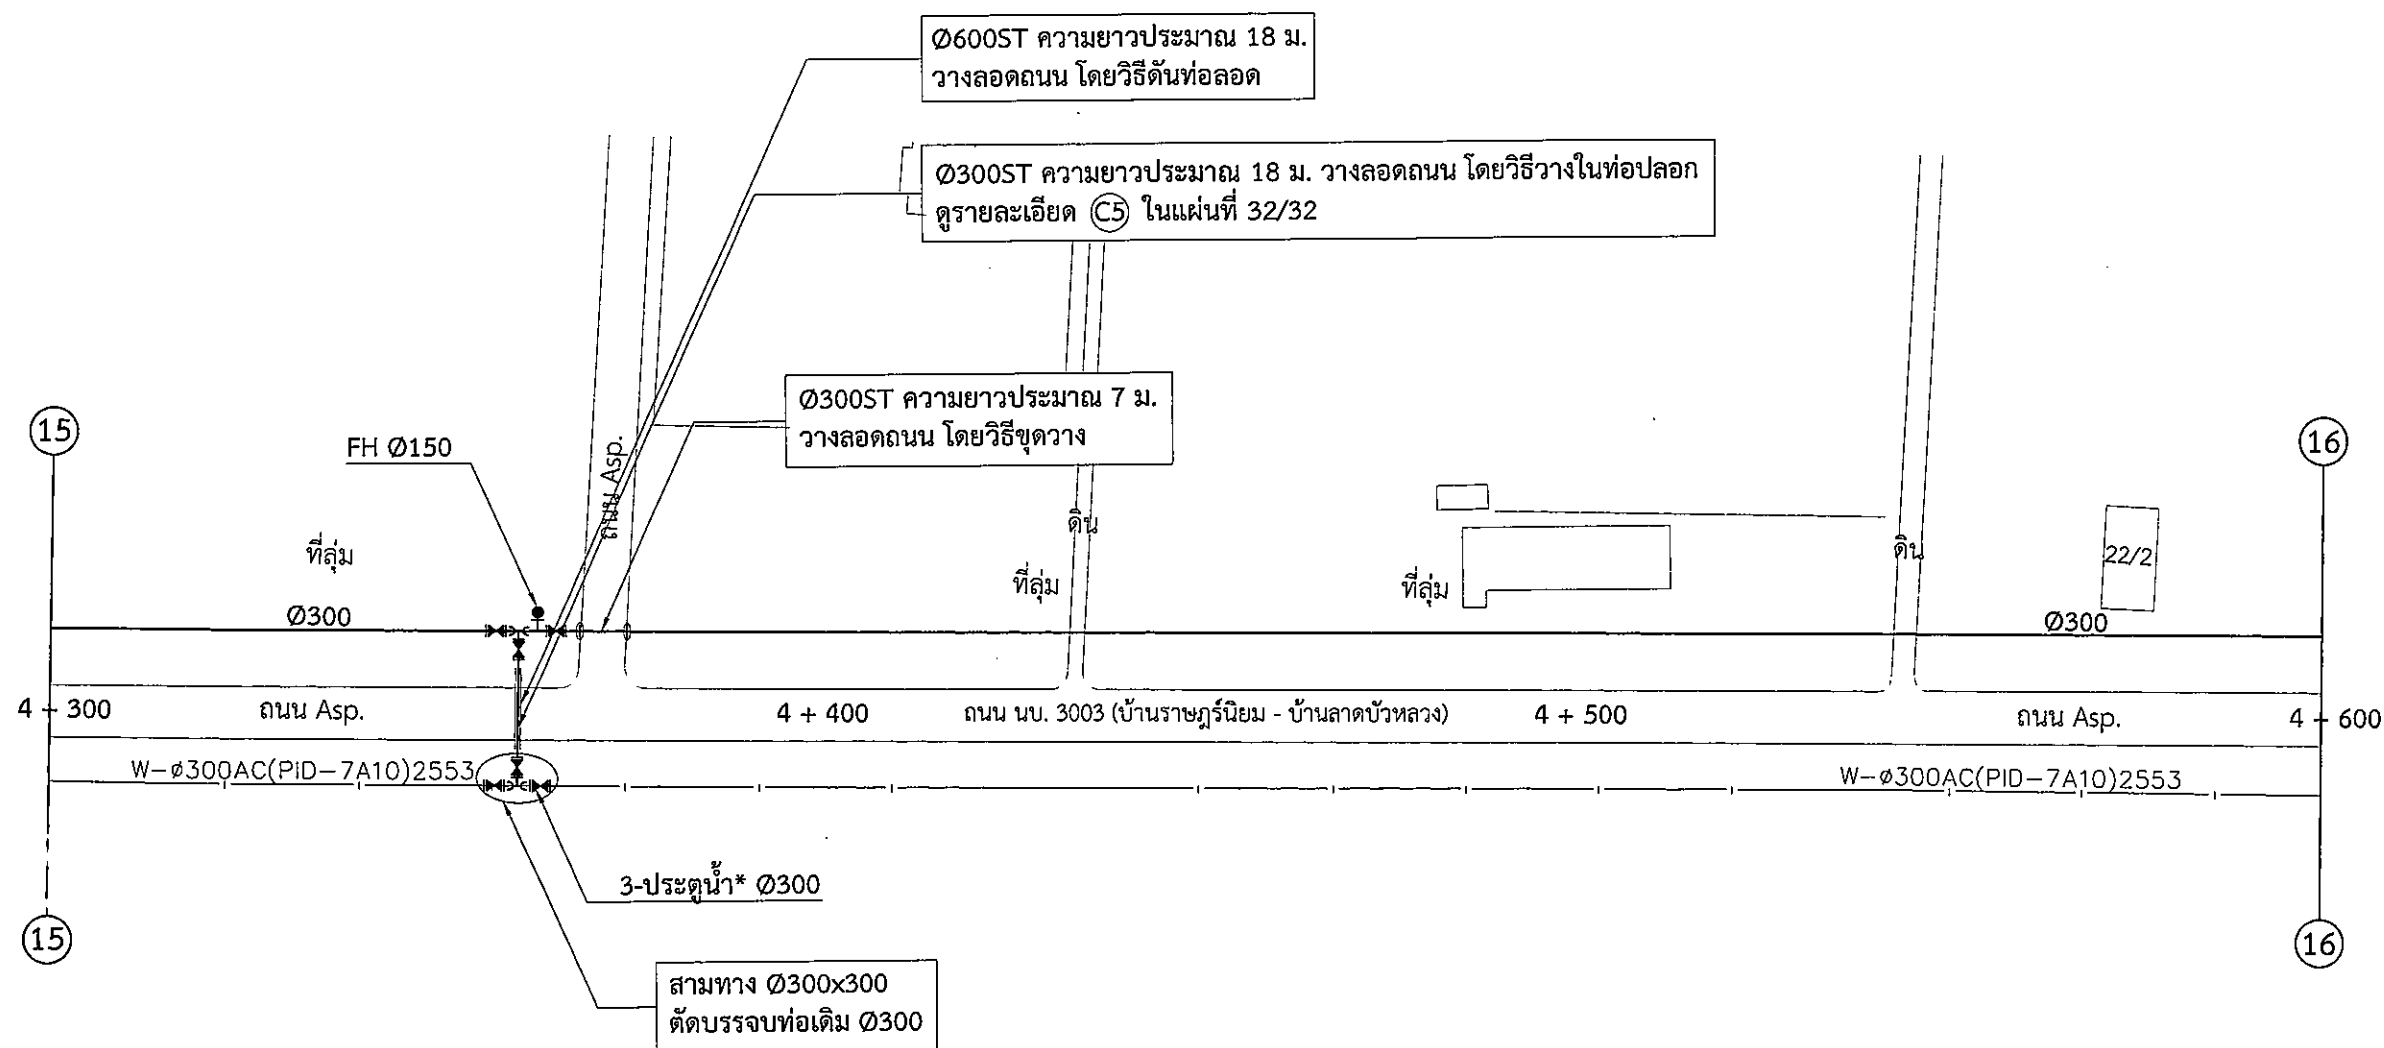 Ø600ST ความยาวประมาณ 18 ม.
วางลอดถนน โดยวิธีดันท่อลอด
Ø300ST ความยาวประมาณ 18 ม. วางลอดถนน โดยวิธีวางในท่อปลอก
ดูรายละเอียด C5 ในแผ่นที่ 32/32
Ø300ST ความยาวประมาณ 7 ม.
วางลอดถนน โดยวิธีขุดวาง
15
FH Ø150
ถนน Asp.
16
ดิน
ดิน
ที่ลุ่ม
ที่ลุ่ม
ที่ลุ่ม
22/2
Ø300
Ø300
4 + 300
ถนน Asp.
4 + 400
ถนน นบ. 3003 (บ้านราษฎร์นิยม - บ้านลาดบัวหลวง)
4 + 500
ถนน Asp.
4 + 600
W-ø300AC(PID-7A10)2553
W-ø300AC(PID-7A10)2553
3-ประตูน้ำ* Ø300
15
16
สามทาง Ø300x300
ตัดบรรจบท่อเดิม Ø300